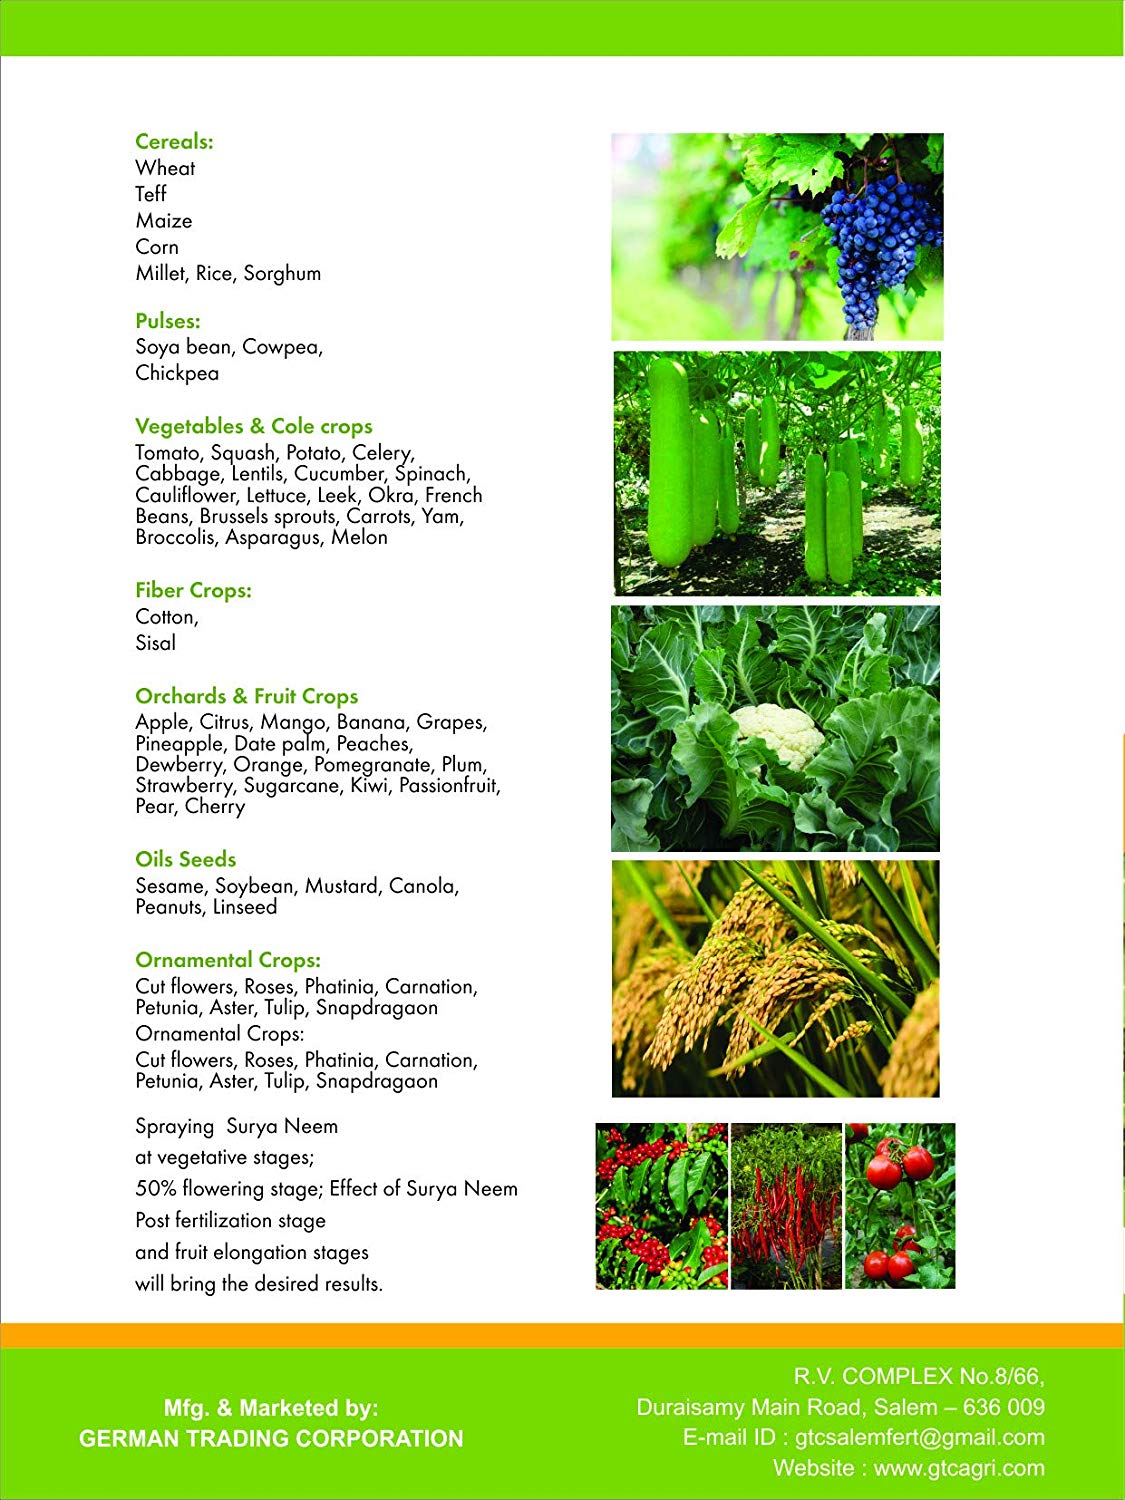 Cereals:
Wheat
Teff
Maize
Corn
Millet, Rice, Sorghum
Pulses:
Soya bean, Cowpea,
Chickpea
Vegetables & Cole crops
Tomato, Squash, Potato, Celery,
Cabbage, Lentils, Cucumber, Spinach,
Cauliflower, Lettuce, Leek, Okra, French
Beans, Brussels sprouts, Carrots, Yam,
Broccolis, Asparagus, Melon
Fiber Crops:
Cotton,
Sisal
Orchards & Fruit Crops
Apple, Citrus, Mango, Banana, Grapes,
Pineapple, Date palm, Peaches,
Dewberry, Orange, Pomegranate, Plum,
Strawberry, Sugarcane, Kiwi, Passionfruit,
Pear, Cherry
Oils Seeds
Sesame, Soybean, Mustard, Canola,
Peanuts, Linseed
Ornamental Crops:
Cut flowers, Roses, Phatinia, Carnation,
Petunia, Aster, Tulip, Snapdragaon
Ornamental Crops:
Cut flowers, Roses, Phatinia, Carnation,
Petunia, Aster, Tulip, Snapdragaon
Spraying  Surya Neem
at vegetative stages;
50% flowering stage; Effect of Surya Neem
Post fertilization stage
and fruit elongation stages
will bring the desired results.
Mfg. & Marketed by:
GERMAN TRADING CORPORATION
R.V. COMPLEX No.8/66,
Duraisamy Main Road, Salem – 636 009
E-mail ID : gtcsalemfert@gmail.com
Website : www.gtcagri.com